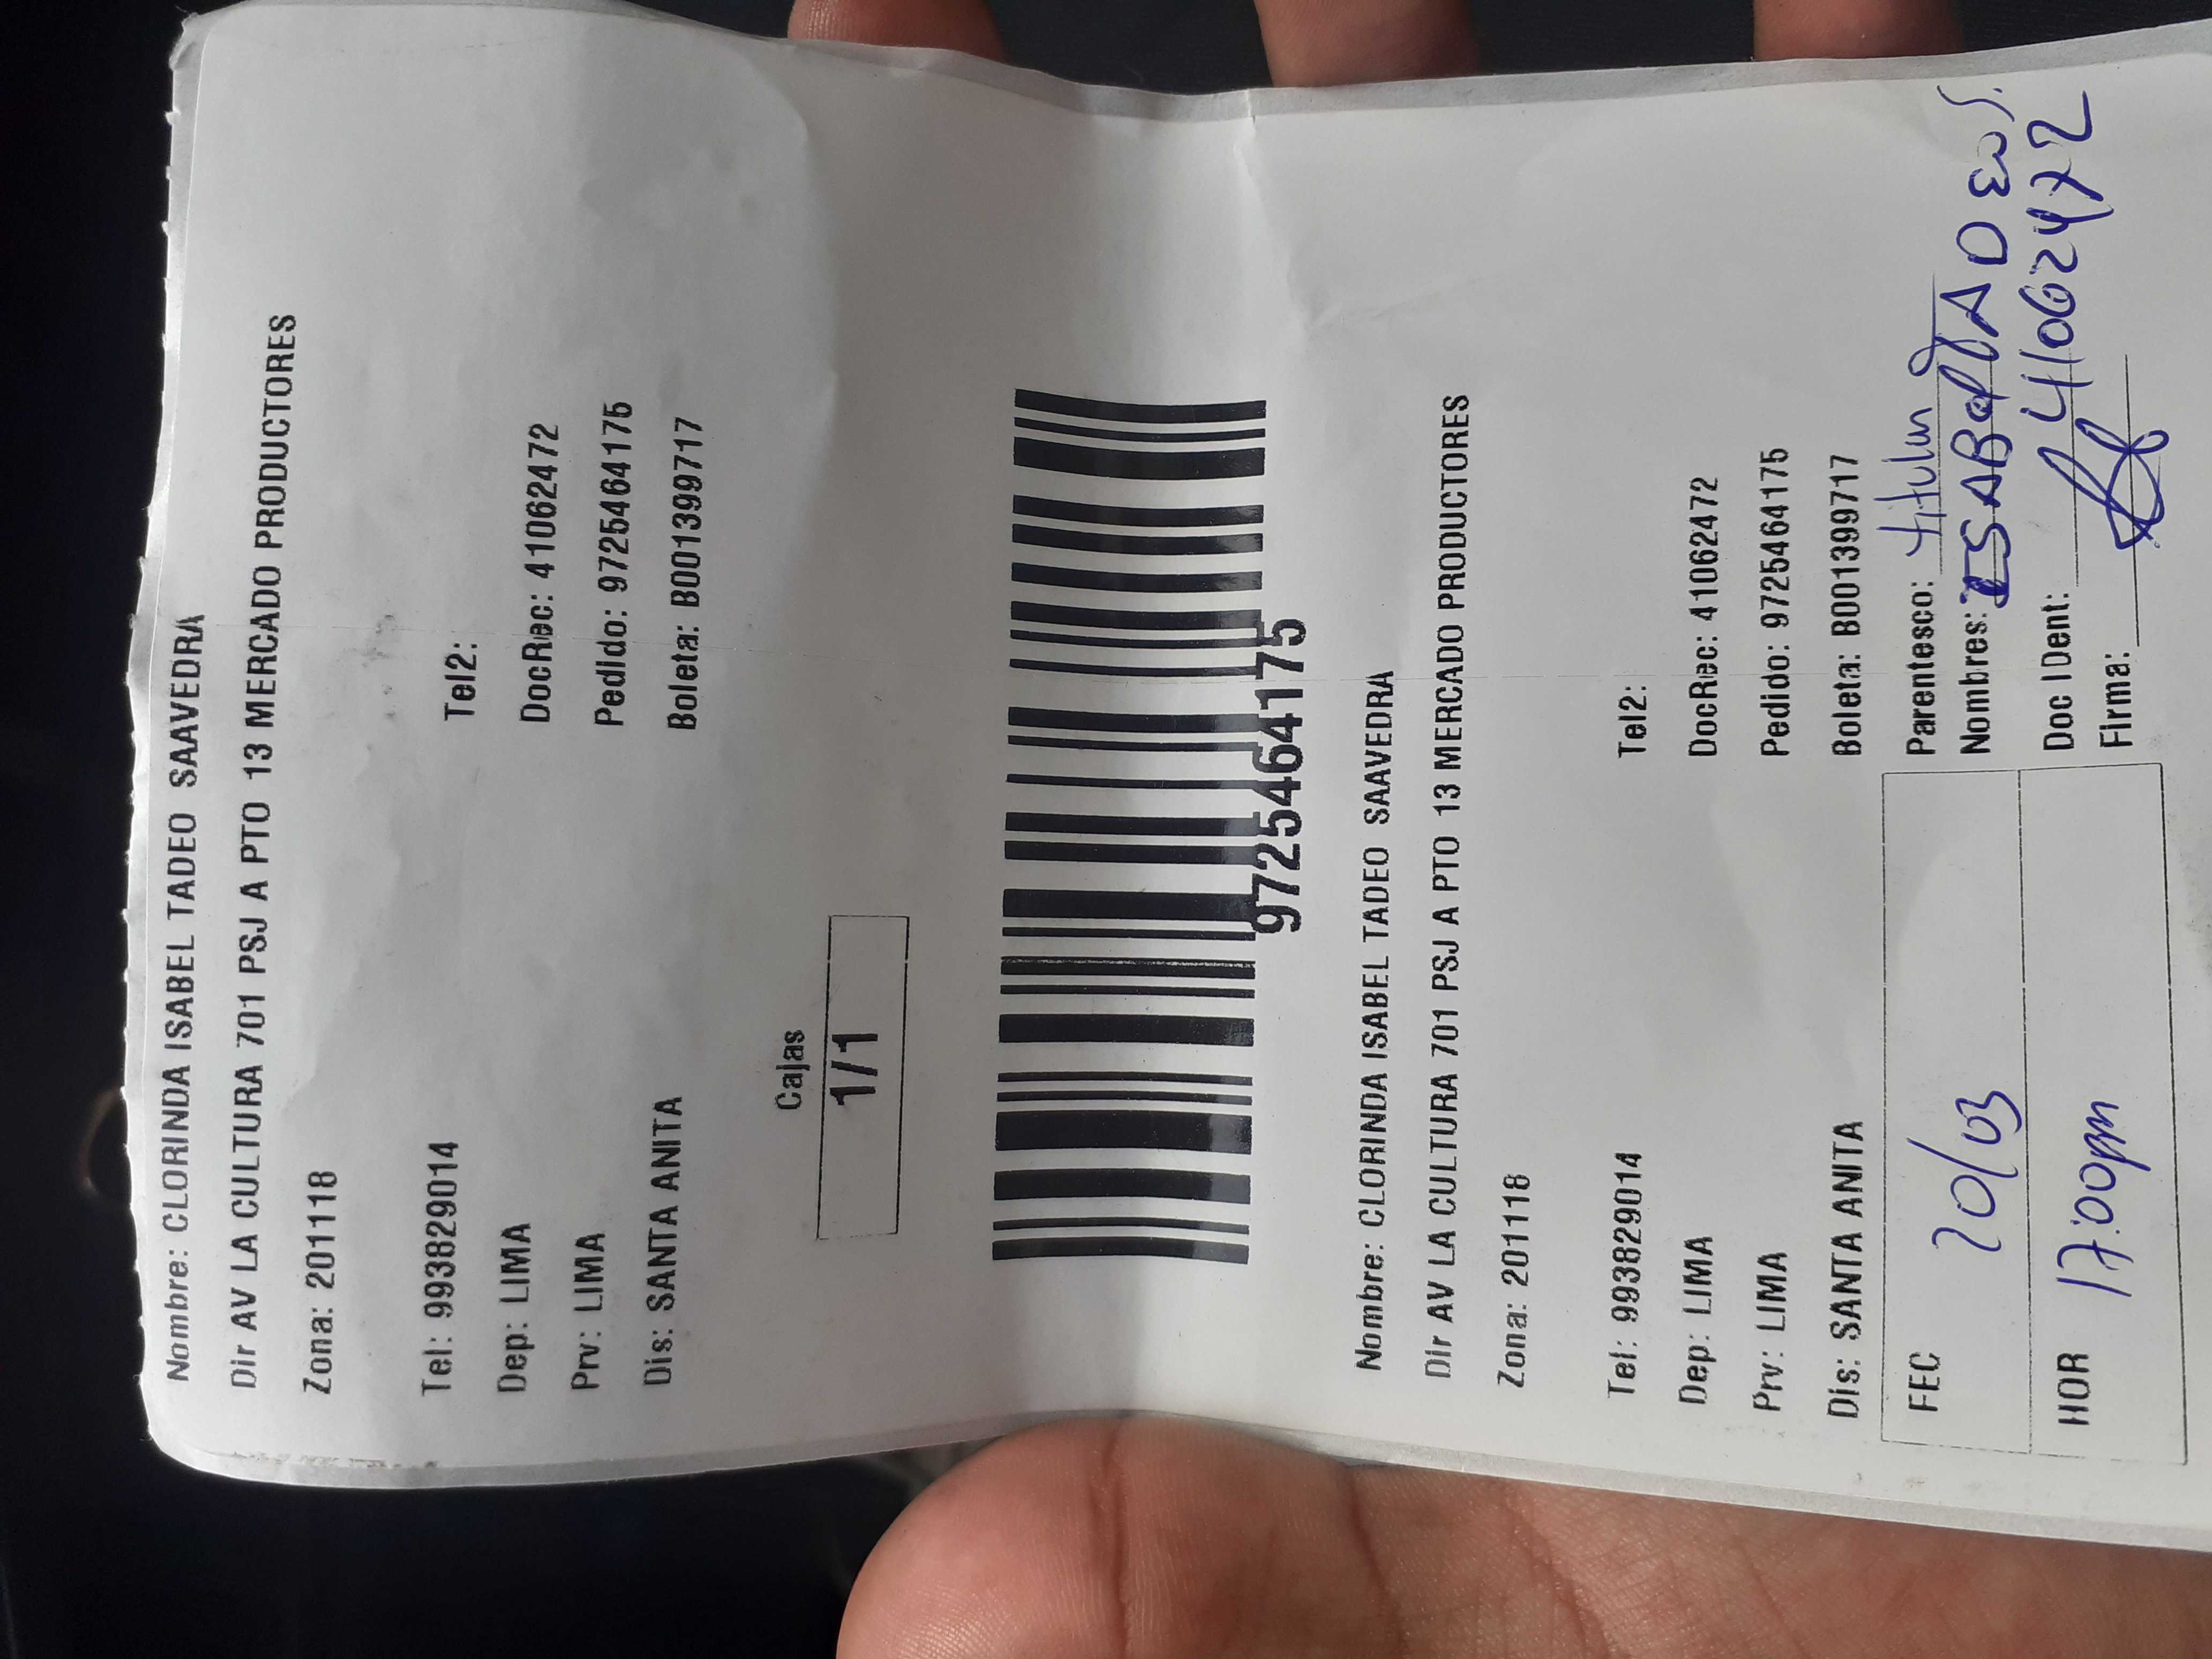 Nombre: CLORINDA ISABEL TADEO SAAVEDRA
Dir AV LA CULTURA 701 PSJ A PTO 13 MERCADO PRODUCTORES
Zona: 201118
Tel: 993829014 Tel2:
Dep: LIMA DocRec: 41062472
Prv: LIMA Pedido: 9725464175
Dis: SANTA ANITA Boleta: B001399717
Cajas
1/1
9725464175
Nombre: CLORINDA ISABEL TADEO SAAVEDRA
Dir AV LA CULTURA 701 PSJ A PTO 13 MERCADO PRODUCTORES
Zona: 201118
Tel: 993829014 Tel2:
Dep: LIMA DocRec: 41062472
Prv: LIMA Pedido: 9725464175
Dis: SANTA ANITA Boleta: B001399717
FEC 20/03 Parentesco: titular
Nombres: ISABel TADEO S.
HOR 17:00pm Doc IDent: 41062472
Firma: